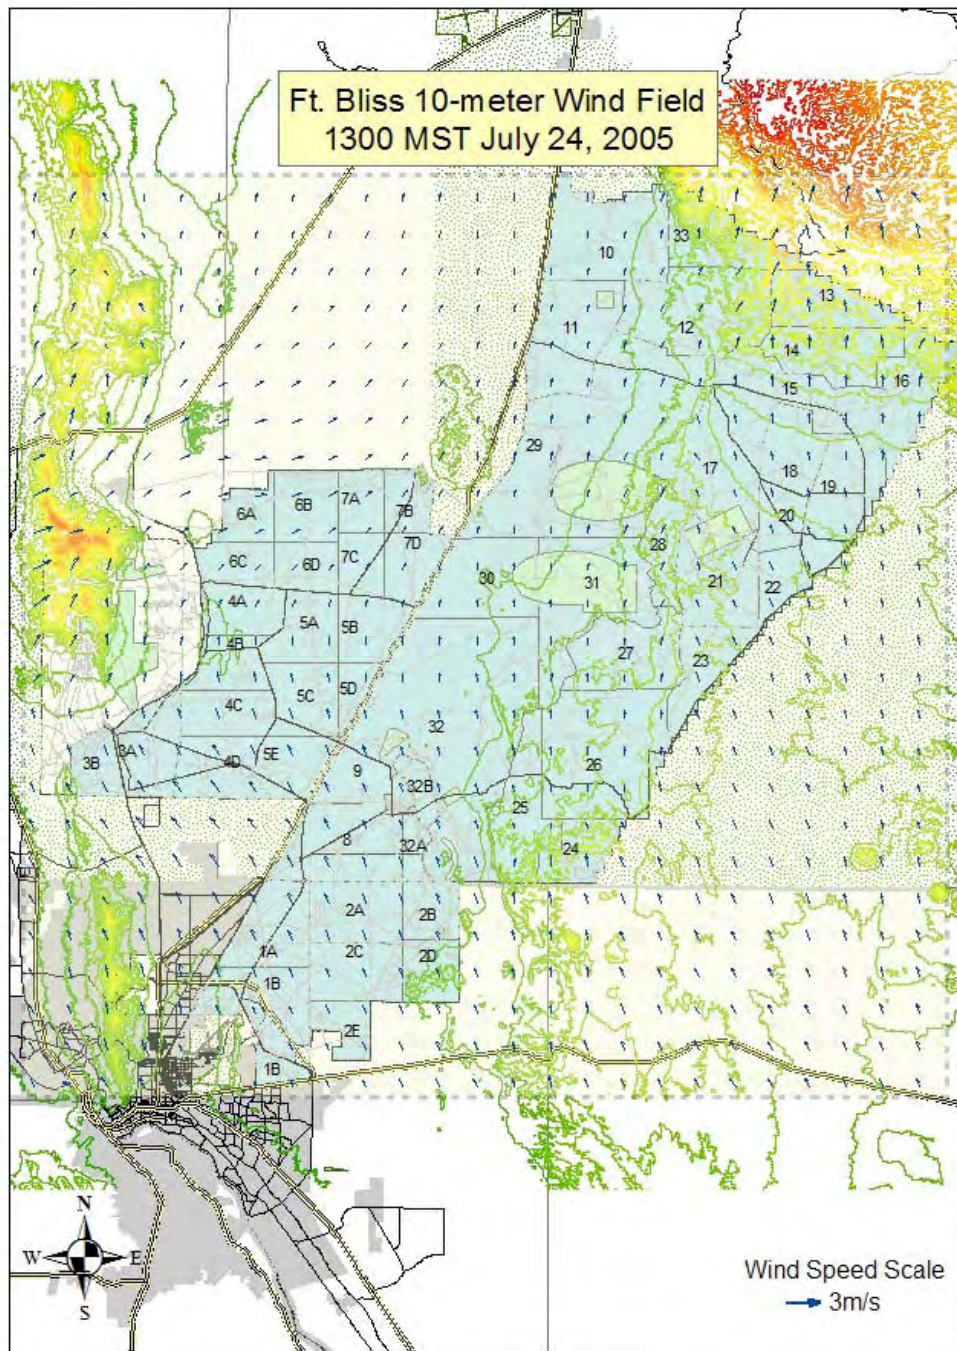 Ft. Bliss 10-meter Wind Field
1300 MST July 24, 2005
10
33
13
11
12
14
15
16
29
17
18
19
6A
6B
7A
7B
20
6C
6D
7C
7D
28
30
31
21
22
4A
5A
5B
4B
27
23
4C
5C
5D
32
3A
3B
4D
5E
9
26
32B
25
8
32A
24
2A
2B
1A
2C
2D
1B
2E
1B
N
W
E
S
Wind Speed Scale
3m/s